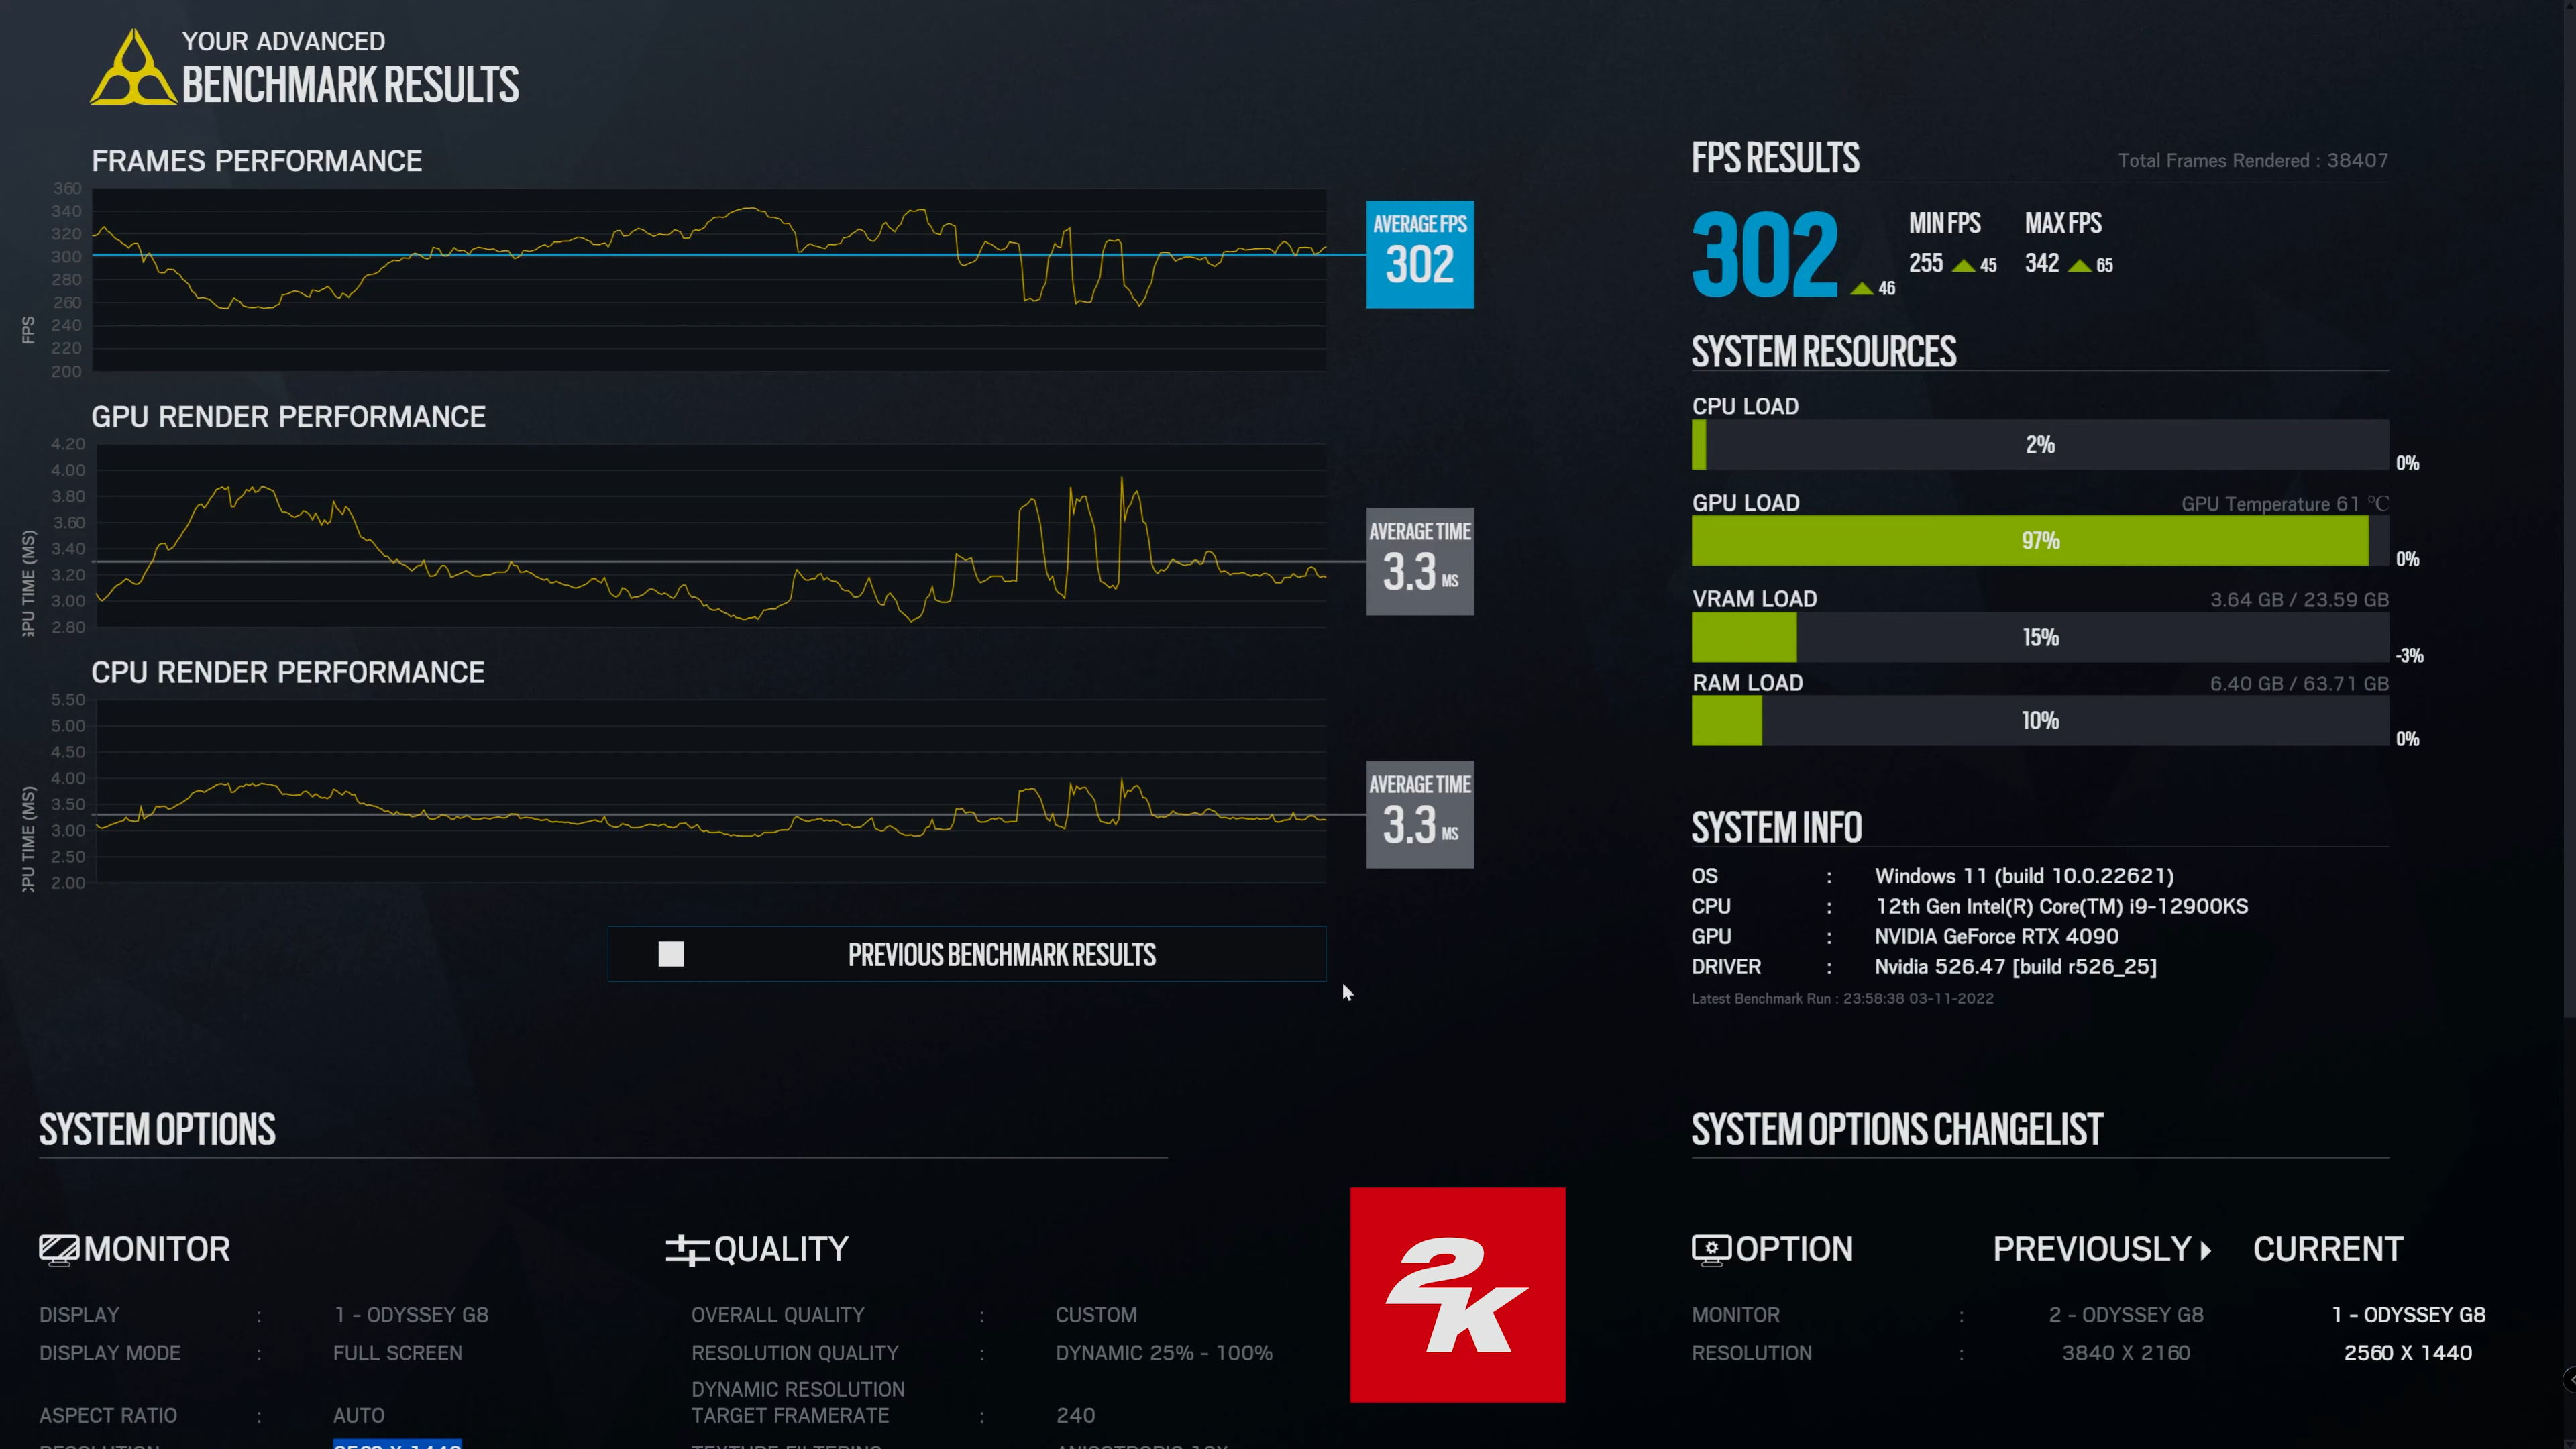 YOUR ADVANCED
BENCHMARK RESULTS
FRAMES PERFORMANCE
360
340
320
300
280
260
240
220
200
FPS
AVERAGE FPS
302
GPU RENDER PERFORMANCE
4.20
4.00
3.80
3.60
3.40
3.20
3.00
2.80
TIME (MS)
AVERAGE TIME
3.3 MS
CPU RENDER PERFORMANCE
5.50
5.00
4.50
4.00
3.50
3.00
2.50
2.00
TIME (MS)
AVERAGE TIME
3.3 MS
PREVIOUS BENCHMARK RESULTS
FPS RESULTS
Total Frames Rendered : 38407
302 46
MIN FPS
255 45
MAX FPS
342 65
SYSTEM RESOURCES
CPU LOAD
2%
0%
GPU LOAD GPU Temperature 61 °C
97%
0%
VRAM LOAD 3.64 GB / 23.59 GB
15%
-3%
RAM LOAD 6.40 GB / 63.71 GB
10%
0%
SYSTEM INFO
OS : Windows 11 (build 10.0.22621)
CPU : 12th Gen Intel(R) Core(TM) i9-12900KS
GPU : NVIDIA GeForce RTX 4090
DRIVER : Nvidia 526.47 [build r526_25]
Latest Benchmark Run : 23:58:38 03-11-2022
SYSTEM OPTIONS
MONITOR
DISPLAY : 1 - ODYSSEY G8
DISPLAY MODE : FULL SCREEN
ASPECT RATIO : AUTO
QUALITY
OVERALL QUALITY : CUSTOM
RESOLUTION QUALITY : DYNAMIC 25% - 100%
DYNAMIC RESOLUTION
TARGET FRAMERATE : 240
2K
SYSTEM OPTIONS CHANGELIST
OPTION PREVIOUSLY CURRENT
MONITOR : 2 - ODYSSEY G8 1 - ODYSSEY G8
RESOLUTION : 3840 X 2160 2560 X 1440